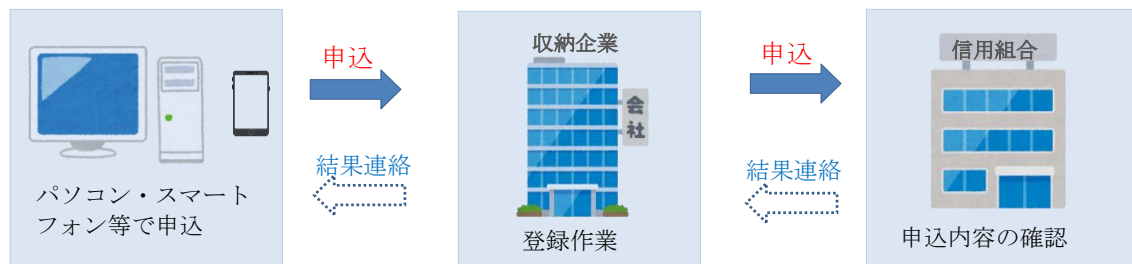 申込
結果連絡
パソコン・スマート
フォン等で申込
収納企業
会社
登録作業
申込
結果連絡
信用組合
申込内容の確認